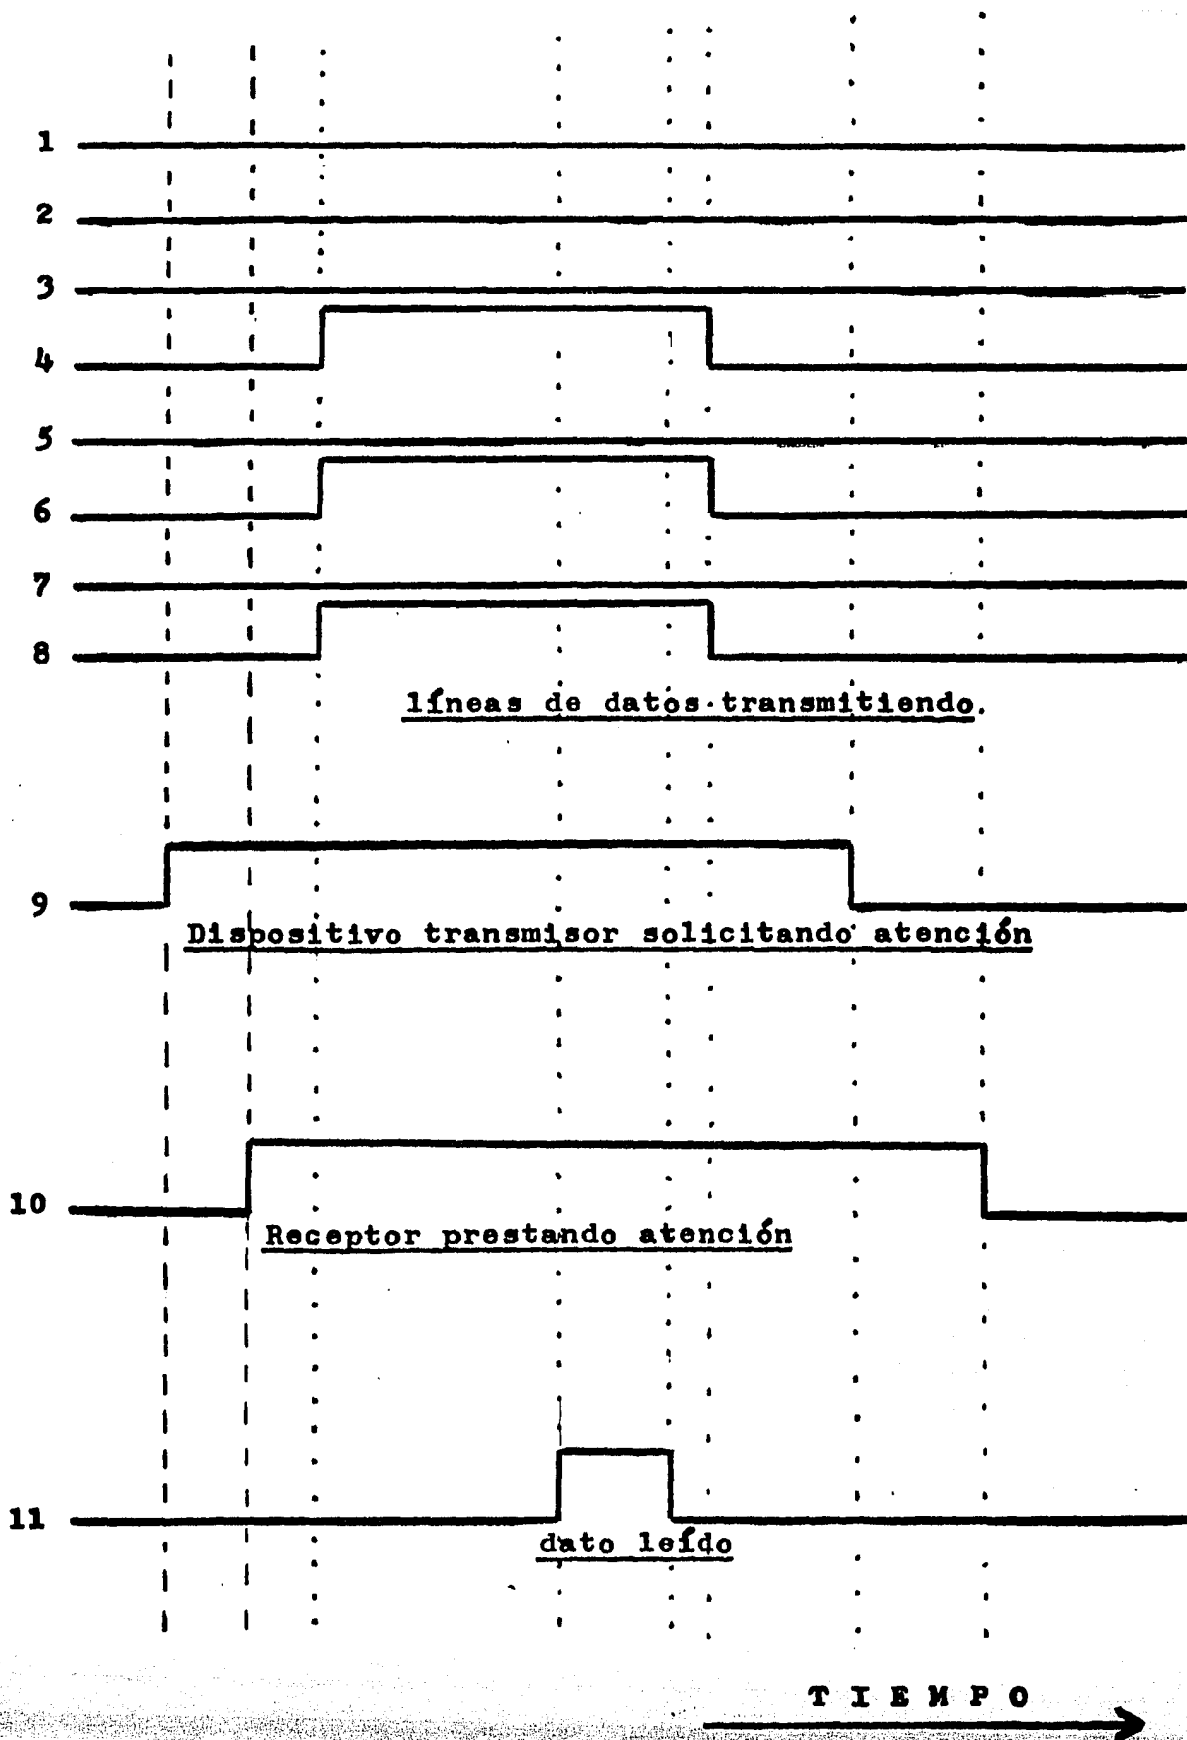 1
2
3
4
5
6
7
8
líneas de datos transmitiendo.
9
Dispositivo transmisor solicitando atención
10
Receptor prestando atención
11
dato leído
T I E M P O